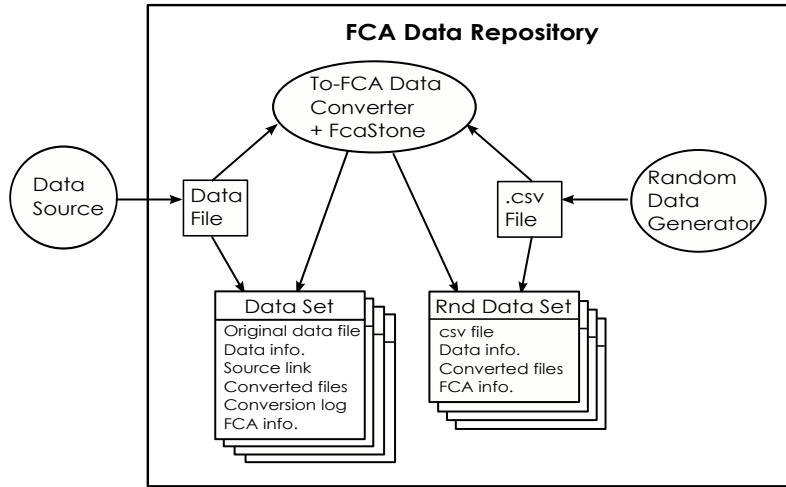 FCA Data Repository
To-FCA Data
Converter
+ FcaStone
Data
Source
Data
File
.csv
File
Random
Data
Generator
Data Set
Original data file
Data info.
Source link
Converted files
Conversion log
FCA info.
Rnd Data Set
csv file
Data info.
Converted files
FCA info.